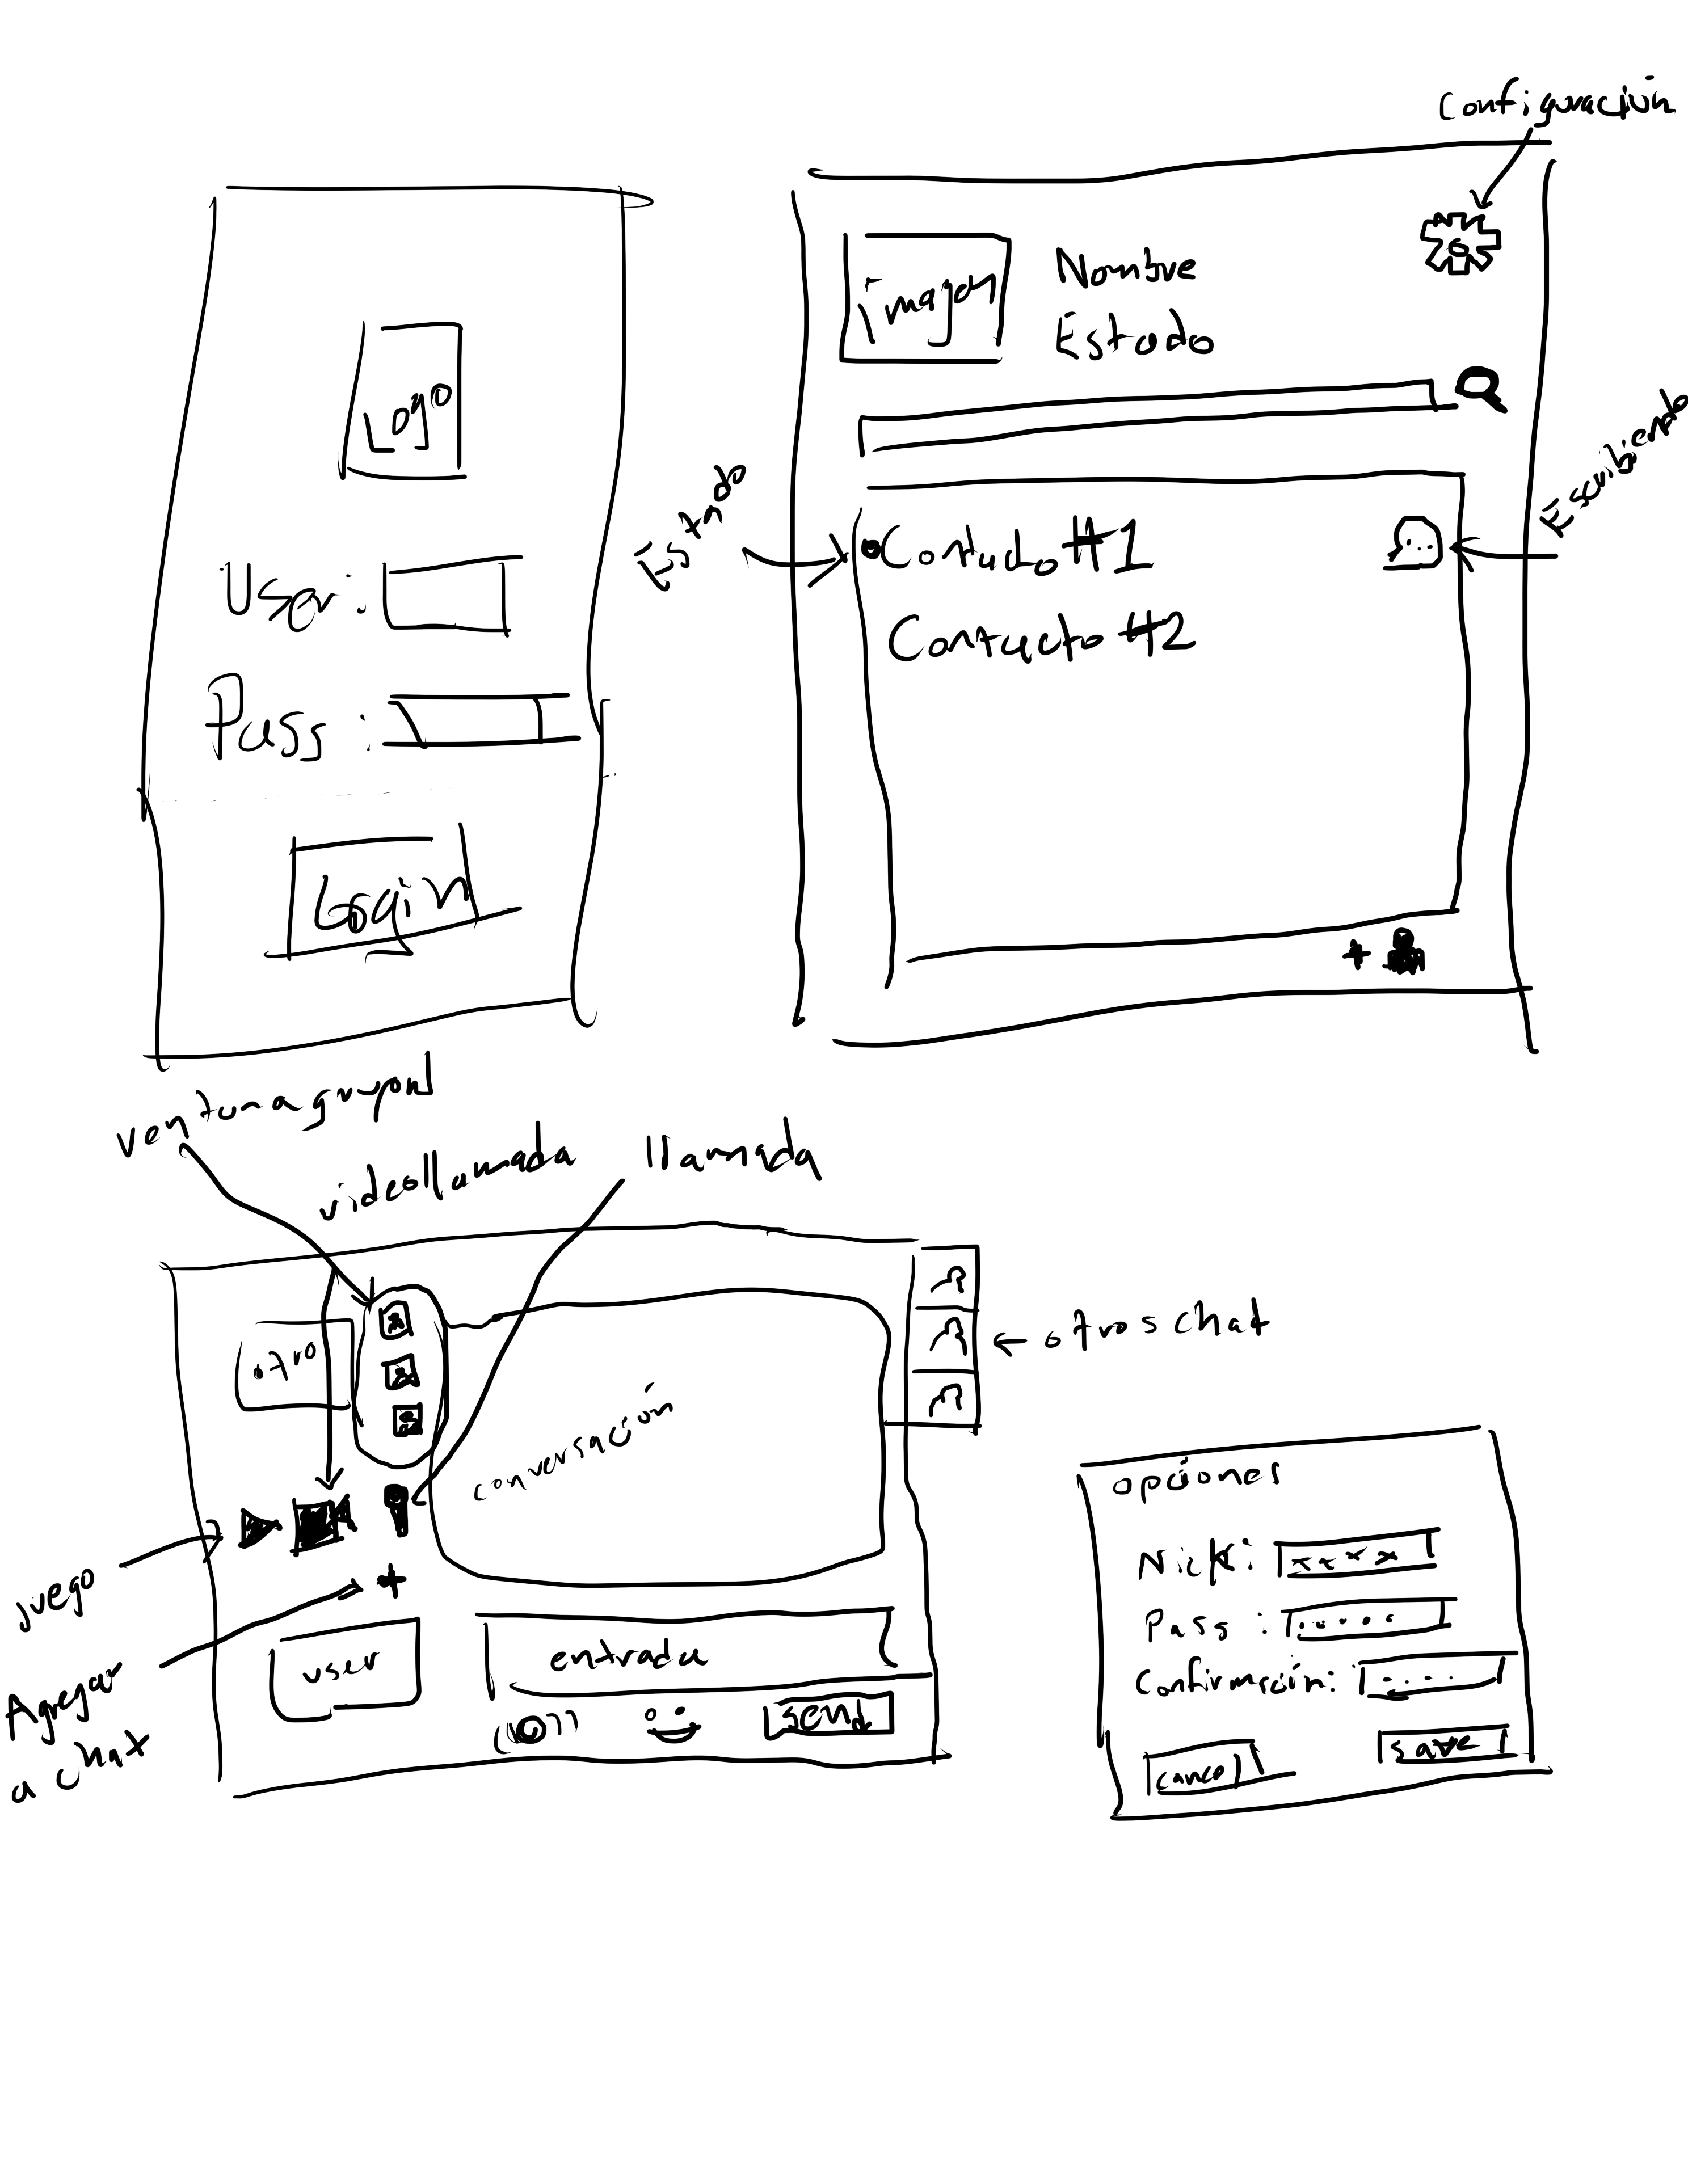 Configuración
Logo
User:
Pass:
Login
Imagen
Nombre
Estado
Estado
Escribiendo
Contacto #1
Contacto #2
ventana grupal
videollamada
llamada
otro
conversación
otros chat
juego
Agregar
a chat
user
entrada
send
opciones
Nick: xxxx
Pass: .....
Confirmación: ....
cancel
save